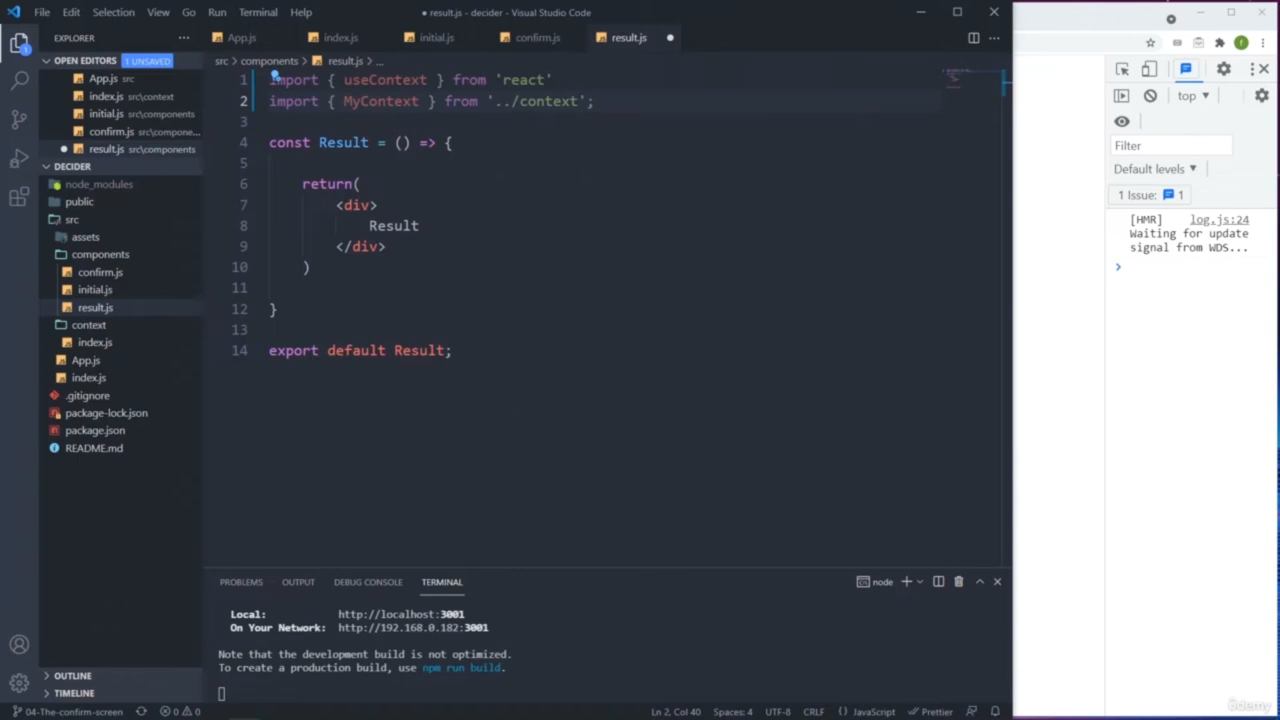 File Edit Selection View Go Run Terminal Help
● result.js - decider - Visual Studio Code
EXPLORER ...
App.js index.js initial.js confirm.js result.js ● ...
OPEN EDITORS 1 UNSAVED
App.js src
index.js src\context
initial.js src\components
confirm.js src\compone...
● result.js src\components
DECIDER
node_modules
public
src
assets
components
confirm.js
initial.js
result.js
context
index.js
App.js
index.js
.gitignore
package-lock.json
package.json
README.md
OUTLINE
TIMELINE
src > components > result.js > ...
1 import { useContext } from 'react'
2 import { MyContext } from '../context';
3
4 const Result = () => {
5
6 return(
7 <div>
8 Result
9 </div>
10 )
11
12 }
13
14 export default Result;
PROBLEMS OUTPUT DEBUG CONSOLE TERMINAL
node
Local: http://localhost:3001
On Your Network: http://192.168.0.182:3001
Note that the development build is not optimized.
To create a production build, use npm run build.
04-The-confirm-screen 0 0
Ln 2, Col 40 Spaces: 4 UTF-8 CRLF {} JavaScript Prettier
top ▼
Filter
Default levels ▼
1 Issue: 1
[HMR] log.js:24
Waiting for update
signal from WDS...
>
ûdemy